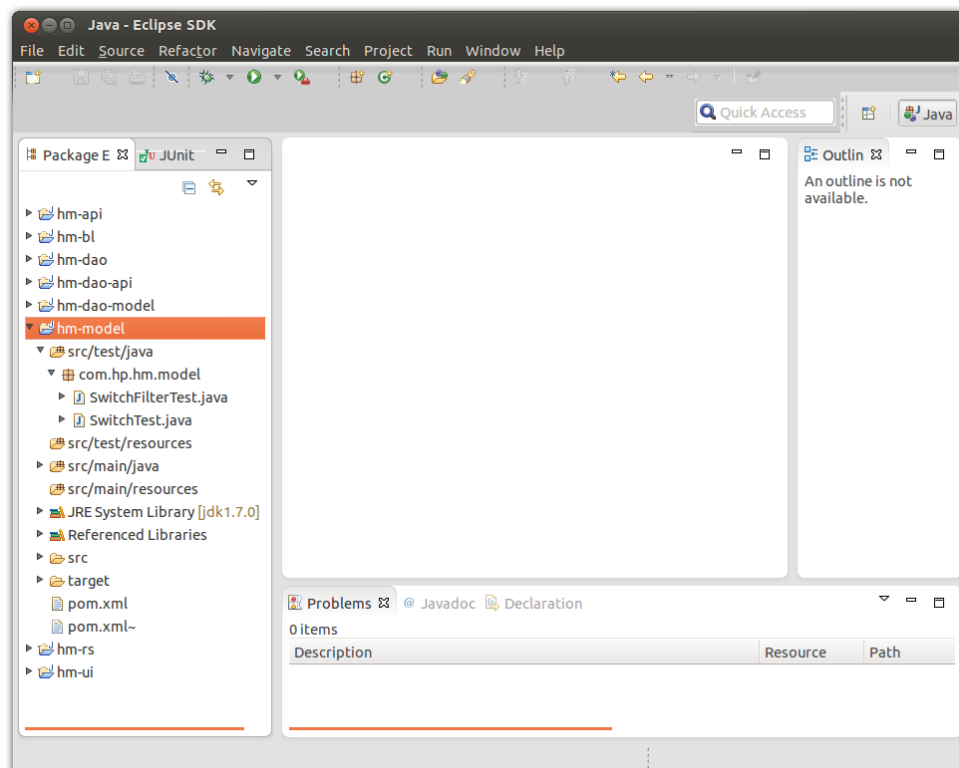 Java - Eclipse SDK
File Edit Source Refactor Navigate Search Project Run Window Help
Quick Access
Java
Package E
JUnit
hm-api
hm-bl
hm-dao
hm-dao-api
hm-dao-model
hm-model
src/test/java
com.hp.hm.model
SwitchFilterTest.java
SwitchTest.java
src/test/resources
src/main/java
src/main/resources
JRE System Library [jdk1.7.0]
Referenced Libraries
src
target
pom.xml
pom.xml~
hm-rs
hm-ui
Outlin
An outline is not
available.
Problems @ Javadoc Declaration
0 items
Description Resource Path